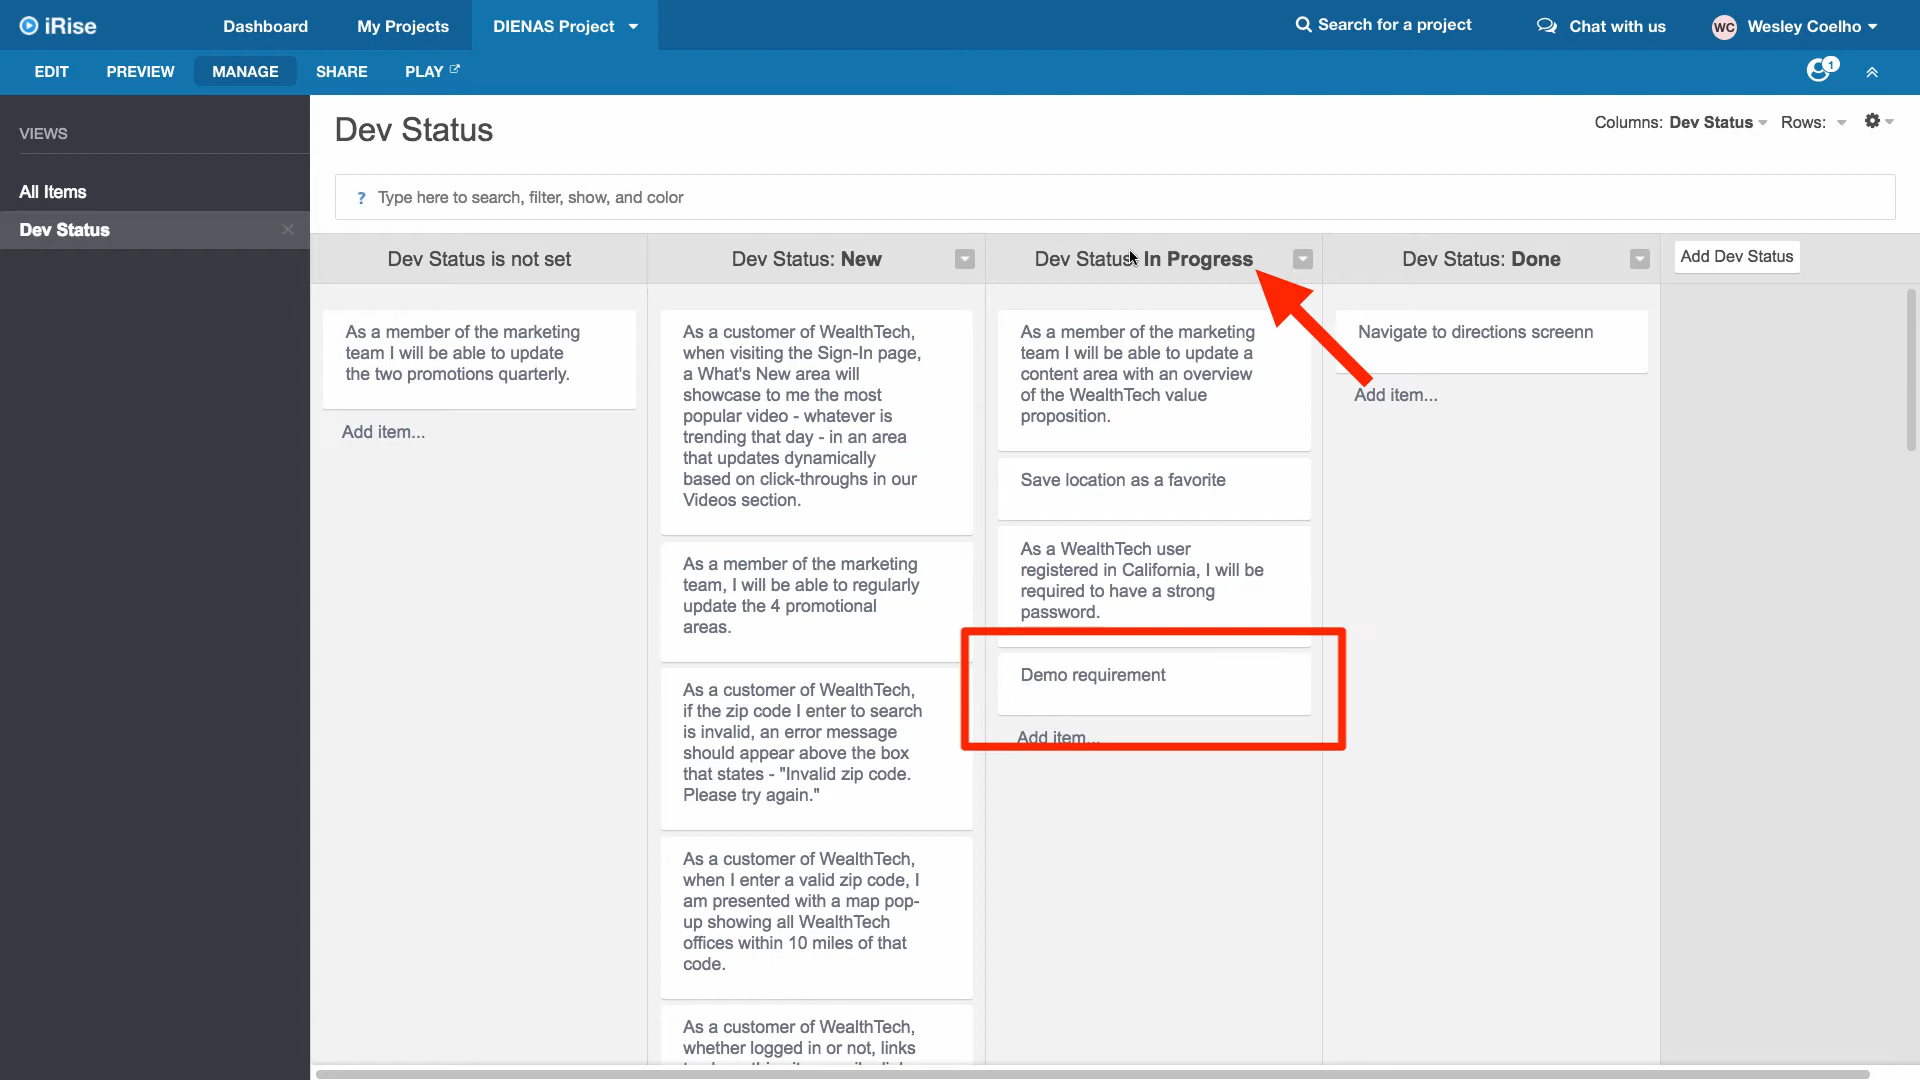 iRise
Dashboard
My Projects
DIENAS Project
Search for a project
Chat with us
WC
Wesley Coelho
EDIT
PREVIEW
MANAGE
SHARE
PLAY
1
VIEWS
All Items
Dev Status
Dev Status
Columns: Dev Status
Rows:
? Type here to search, filter, show, and color
Dev Status is not set
As a member of the marketing
team I will be able to update
the two promotions quarterly.
Add item...
Dev Status: New
As a customer of WealthTech,
when visiting the Sign-In page,
a What's New area will
showcase to me the most
popular video - whatever is
trending that day - in an area
that updates dynamically
based on click-throughs in our
Videos section.
As a member of the marketing
team, I will be able to regularly
update the 4 promotional
areas.
As a customer of WealthTech,
if the zip code I enter to search
is invalid, an error message
should appear above the box
that states - "Invalid zip code.
Please try again."
As a customer of WealthTech,
when I enter a valid zip code, I
am presented with a map pop-
up showing all WealthTech
offices within 10 miles of that
code.
As a customer of WealthTech,
whether logged in or not, links
Dev Status: In Progress
As a member of the marketing
team I will be able to update a
content area with an overview
of the WealthTech value
proposition.
Save location as a favorite
As a WealthTech user
registered in California, I will be
required to have a strong
password.
Demo requirement
Add item...
Dev Status: Done
Navigate to directions screenn
Add item...
Add Dev Status